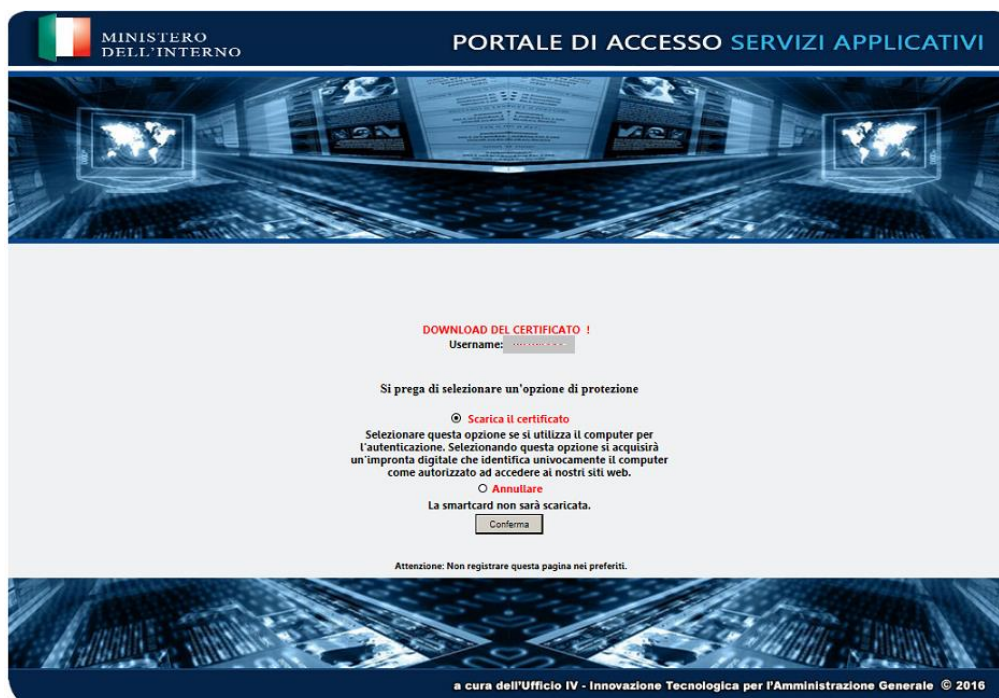 MINISTERO
DELL'INTERNO
PORTALE DI ACCESSO SERVIZI APPLICATIVI
DOWNLOAD DEL CERTIFICATO !
Username:
Si prega di selezionare un'opzione di protezione
Scarica il certificato
Selezionare questa opzione se si utilizza il computer per
l'autenticazione. Selezionando questa opzione si acquisirà
un'impronta digitale che identifica univocamente il computer
come autorizzato ad accedere ai nostri siti web.
Annullare
La smartcard non sarà scaricata.
Conferma
Attenzione: Non registrare questa pagina nei preferiti.
a cura dell'Ufficio IV - Innovazione Tecnologica per l'Amministrazione Generale © 2016